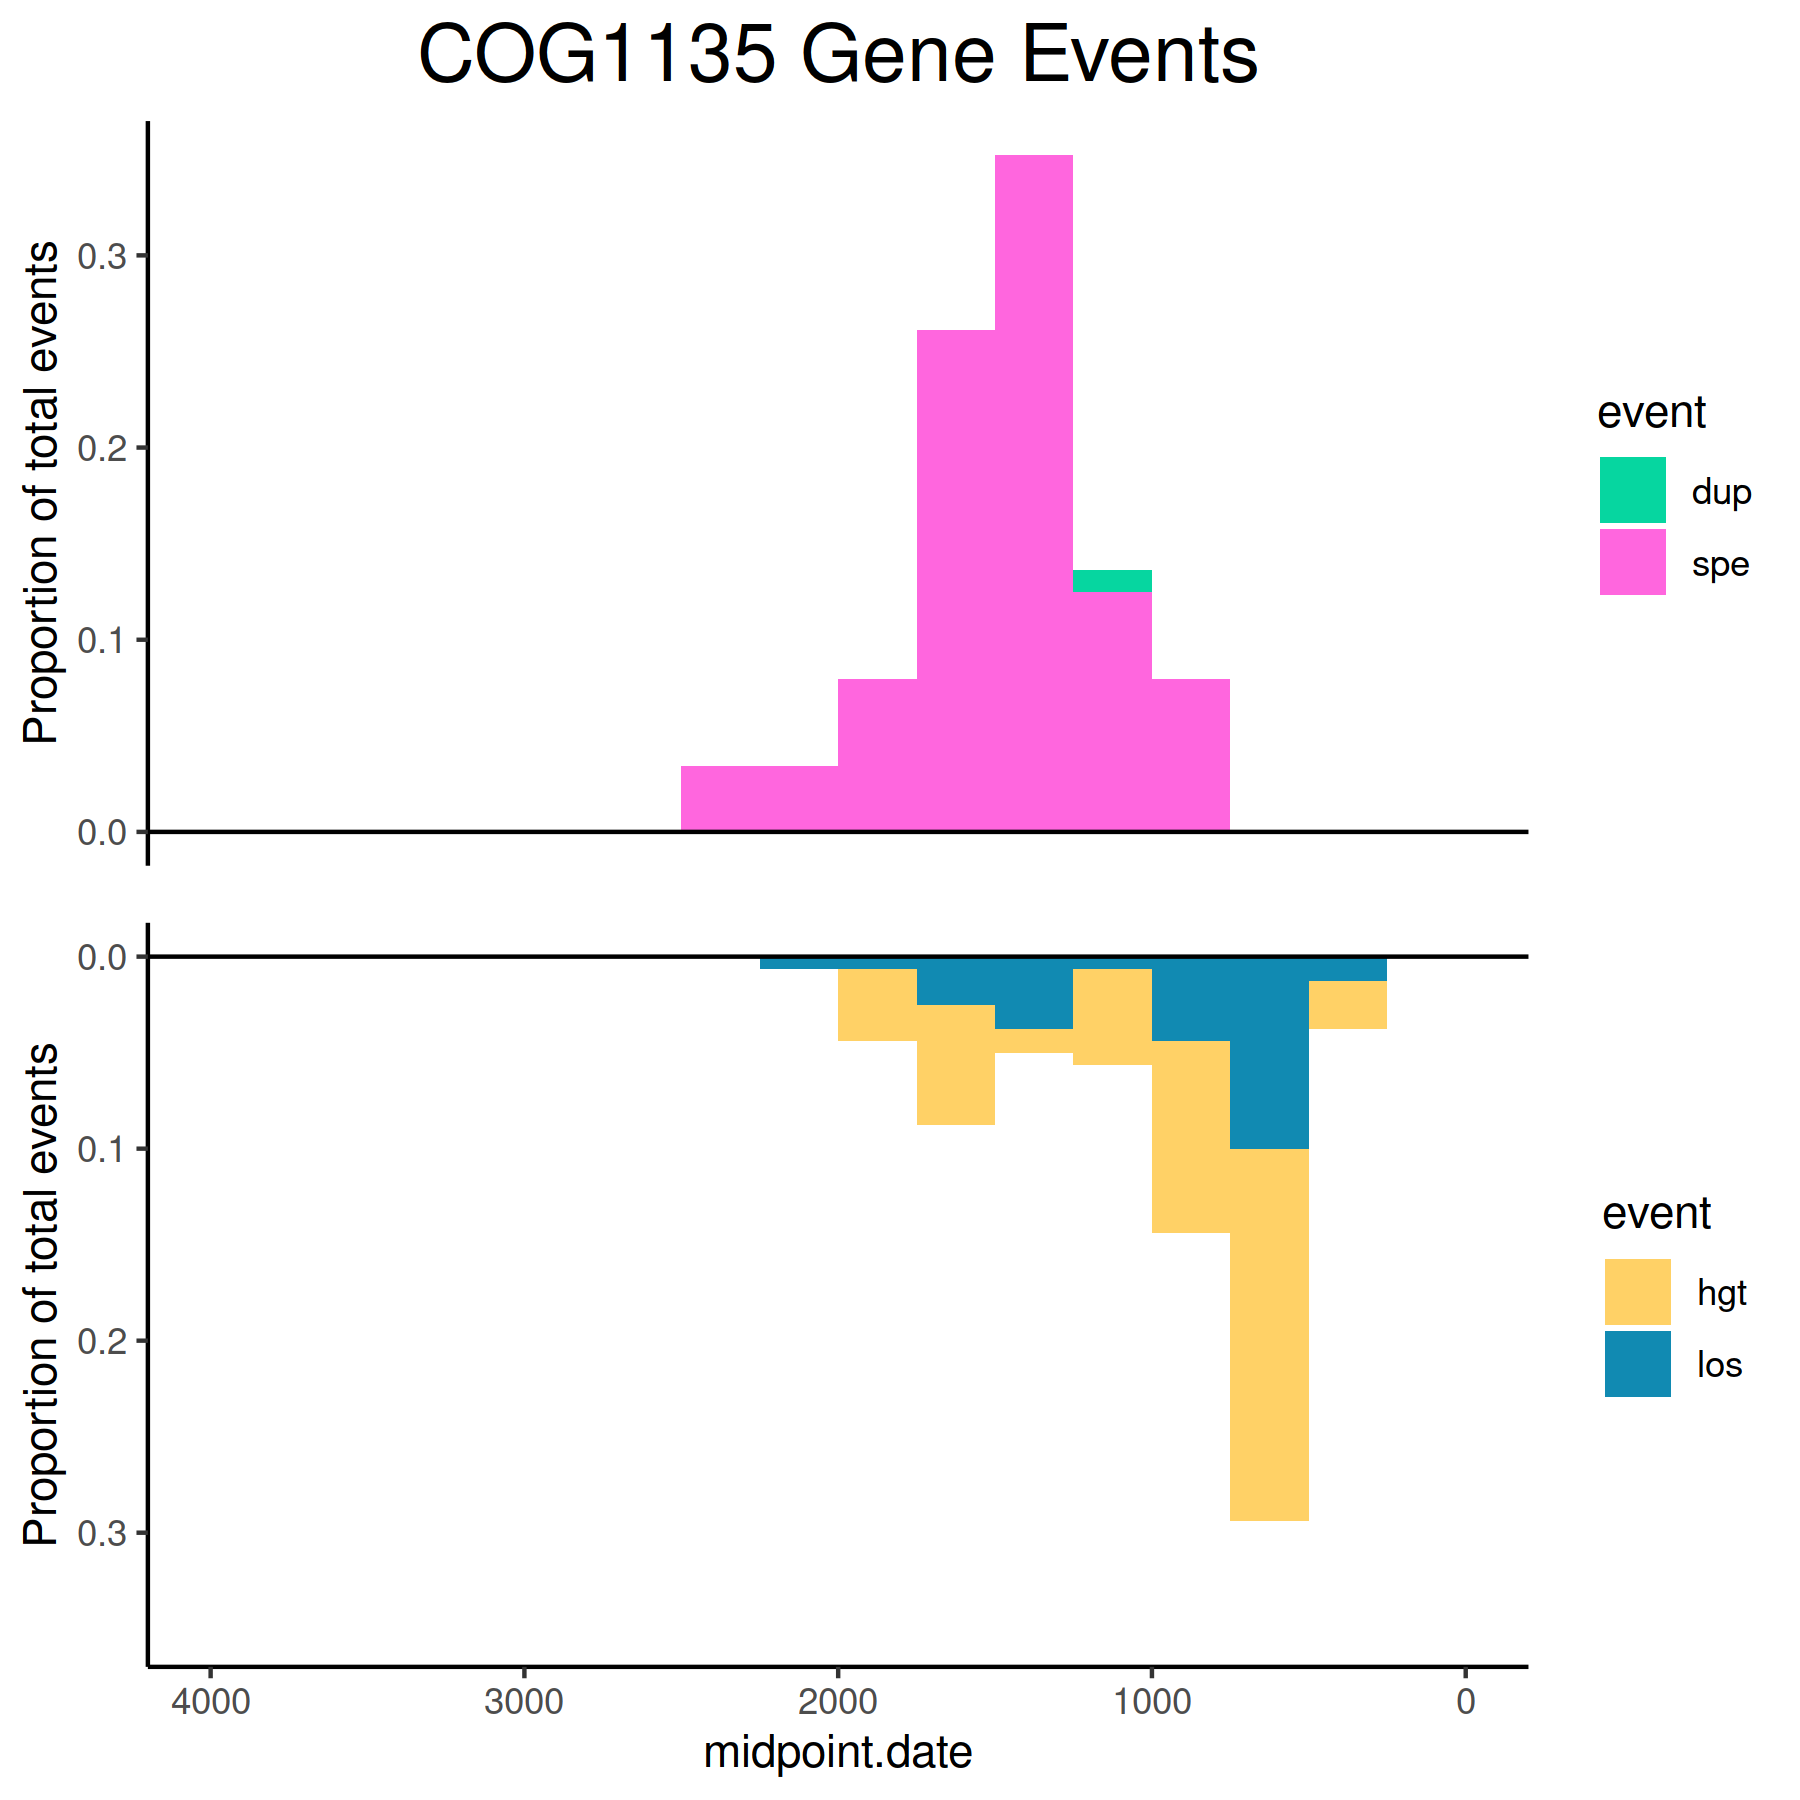 COG1135 Gene Events
Proportion of total events
0.3
0.2
0.1
0.0
event
dup
spe
Proportion of total events
0.0
0.1
0.2
0.3
event
hgt
los
4000 3000 2000 1000 0
midpoint.date